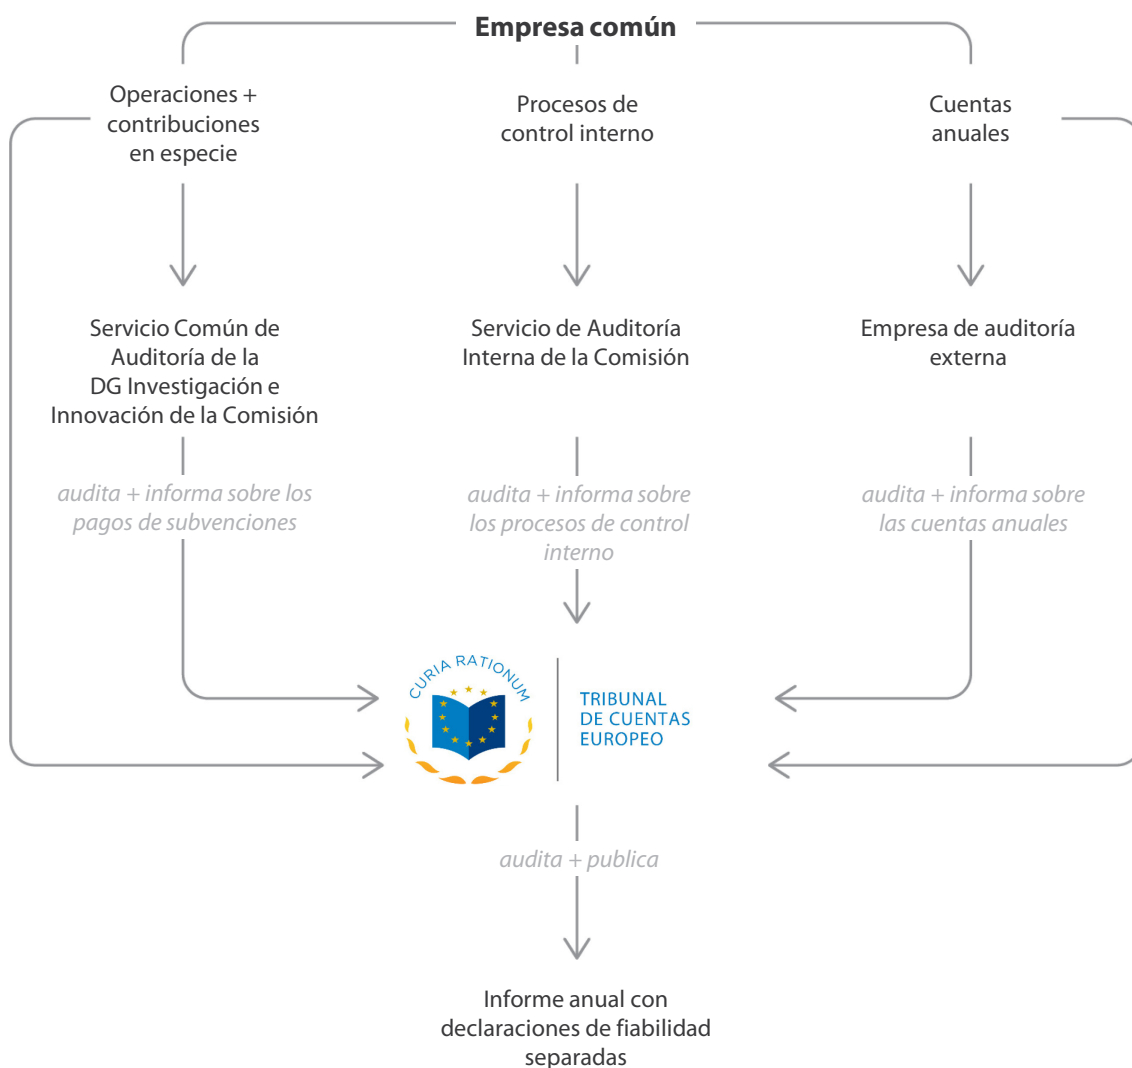 Empresa común
Operaciones +
contribuciones
en especie
Procesos de
control interno
Cuentas
anuales
Servicio Común de
Auditoría de la
DG Investigación e
Innovación de la Comisión
Servicio de Auditoría
Interna de la Comisión
Empresa de auditoría
externa
audita + informa sobre los
pagos de subvenciones
audita + informa sobre
los procesos de control
interno
audita + informa sobre
las cuentas anuales
CURIA RATIONUM
TRIBUNAL
DE CUENTAS
EUROPEO
audita + publica
Informe anual con
declaraciones de fiabilidad
separadas